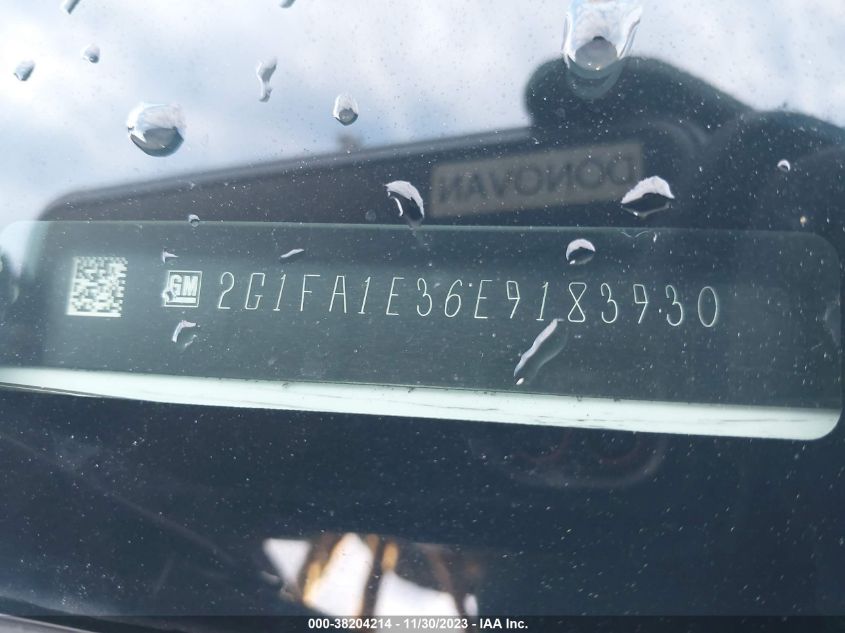 DONOVAN
GM 2G1FA1E36E9183930
000-38204214 - 11/30/2023 - IAA Inc.